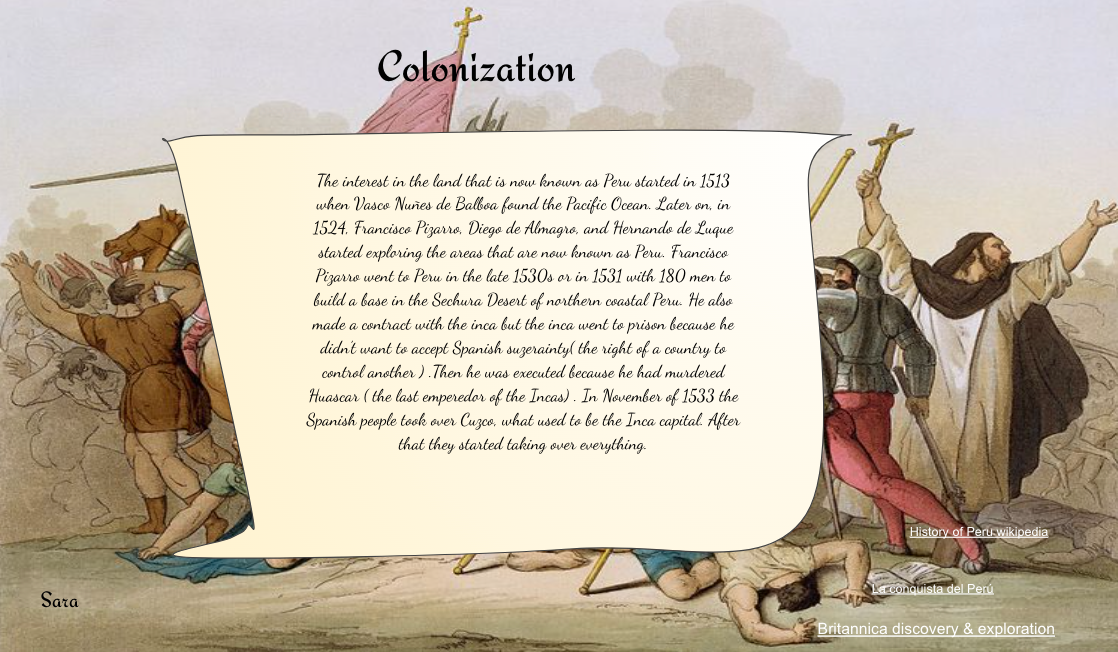 Colonization
The interest in the land that is now known as Peru started in 1513
when Vasco Nuñes de Balboa found the Pacific Ocean. Later on, in
1524, Francisco Pizarro, Diego de Almagro, and Hernando de Luque
started exploring the areas that are now known as Peru. Francisco
Pizarro went to Peru in the late 1530s or in 1531 with 180 men to
build a base in the Sechura Desert of northern coastal Peru. He also
made a contract with the inca but the inca went to prison because he
didn't want to accept Spanish suzerainty( the right of a country to
control another ) .Then he was executed because he had murdered
Huascar ( the last emperedor of the Incas) . In November of 1533 the
Spanish people took over Cuzco, what used to be the Inca capital. After
that they started taking over everything.
History of Peru wikipedia
La conquista del Perú
Sara
Britannica discovery & exploration